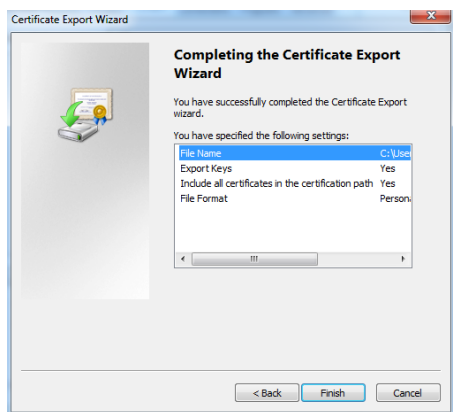 Certificate Export Wizard
Completing the Certificate Export
Wizard
You have successfully completed the Certificate Export
wizard.
You have specified the following settings:
File Name C:\User
Export Keys Yes
Include all certificates in the certification path Yes
File Format Persona
< Back Finish Cancel